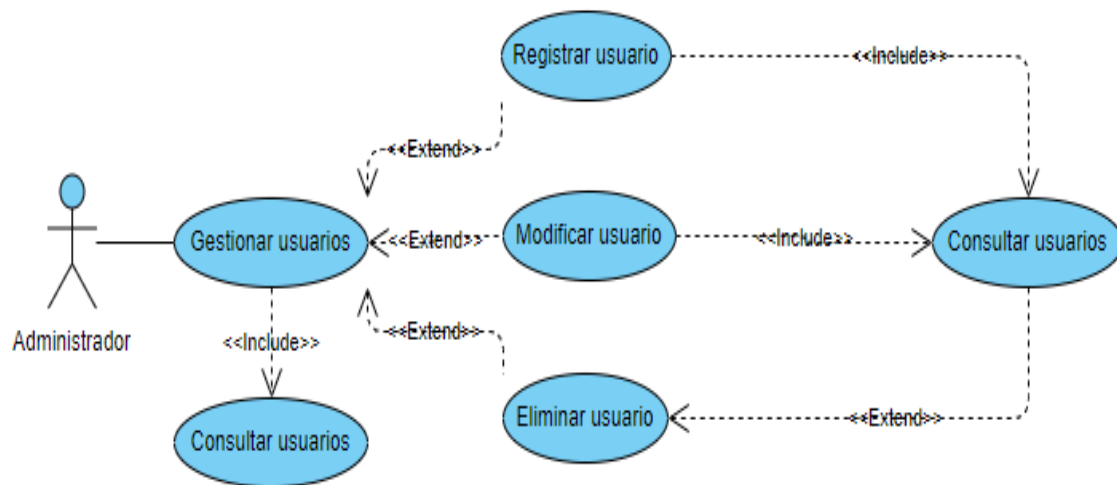 Registrar usuario
<<Include>>
<<Extend>>
Gestionar usuarios
<<Extend>>
Modificar usuario
<<Include>>
Consultar usuarios
Administrador
<<Include>>
<<Extend>>
Consultar usuarios
Eliminar usuario
<<Extend>>